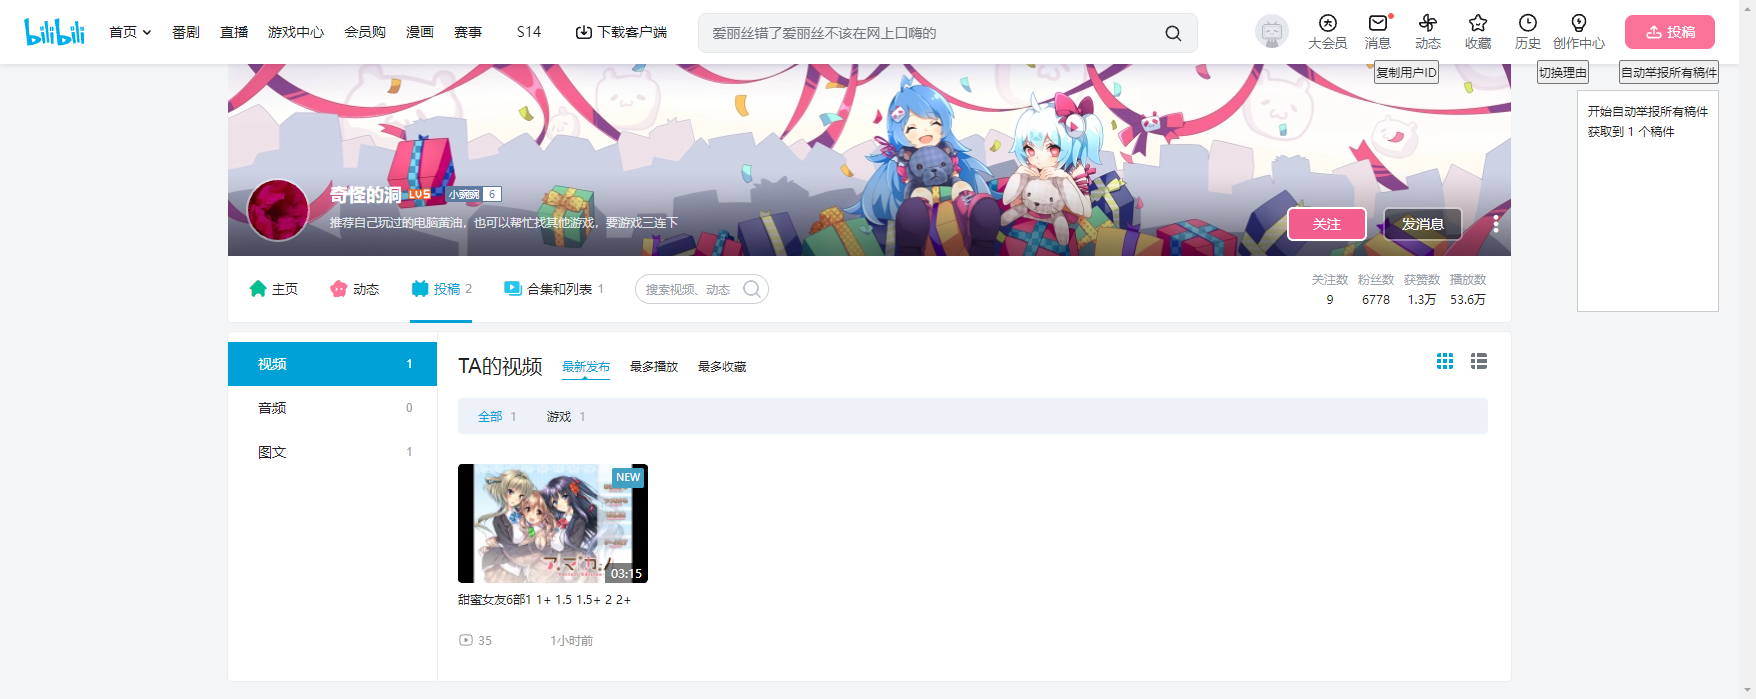 bilibili
首页 番剧 直播 游戏中心 会员购 漫画 赛事 S14 下载客户端
爱丽丝错了爱丽丝不该在网上口嗨的
大会员 消息 动态 收藏 历史 创作中心 投稿
复制用户ID 切换理由 自动举报所有稿件
开始自动举报所有稿件
获取到 1 个稿件
奇怪的洞 LV5 小豌豌 6
推荐自己玩过的电脑黄油，也可以帮忙找其他游戏，要游戏三连下
关注 发消息
主页 动态 投稿 2 合集和列表 1
搜索视频、动态
关注数 粉丝数 获赞数 播放数
9 6778 1.3万 53.6万
视频 1
音频 0
图文 1
TA的视频 最新发布 最多播放 最多收藏
全部 1 游戏 1
NEW
アマカノ
03:15
甜蜜女友6部1 1+ 1.5 1.5+ 2 2+
35 1小时前